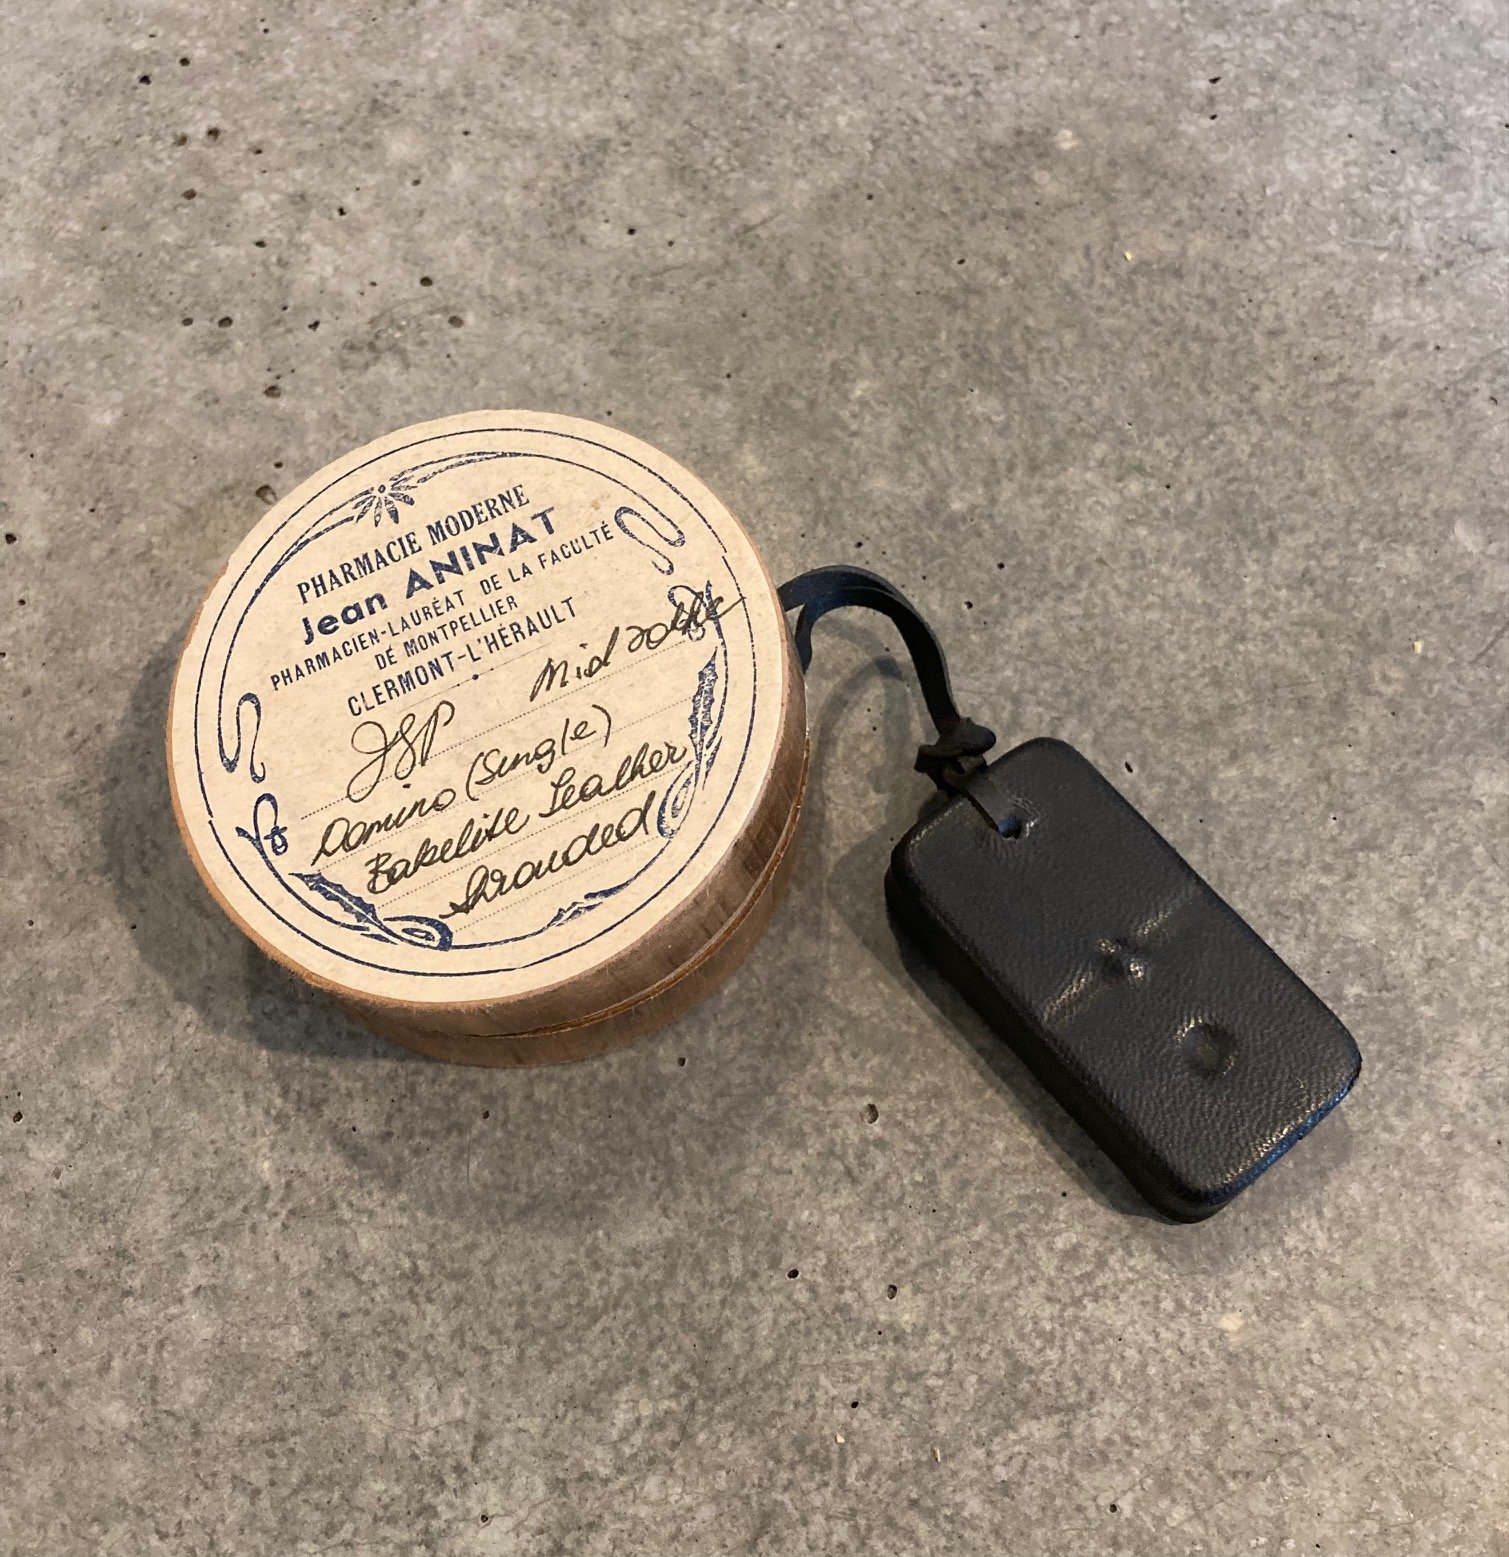 PHARMACIE MODERNE
Jean ANINAT
PHARMACIEN-LAURÉAT DE LA FACULTÉ
DE MONTPELLIER
CLERMONT-L'HÉRAULT
Mid 20thc
JSP
Domino (Single)
Bakelite Leather
Shrouded